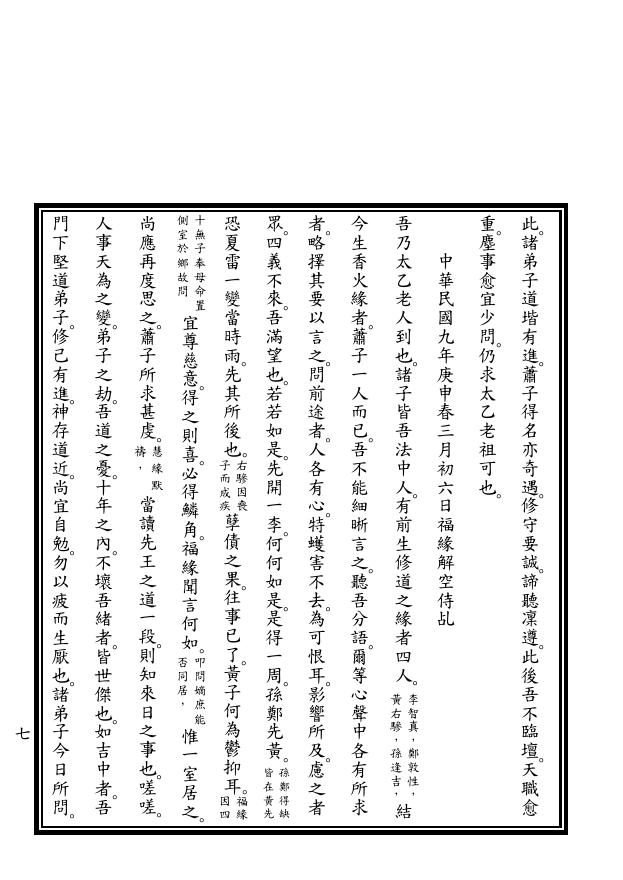 此。諸弟子道堦有進。蕭子得名亦奇遇。修守要誠。諦聽凜遵。此後吾不臨壇。天職愈
重。塵事愈宜少問。仍求太乙老祖可也。
中華民國九年庚申春三月初六日福緣解空侍乩
吾乃太乙老人到也。諸子皆吾法中人。有前生修道之緣者四人。李智真，鄭敦性，黃右驂，孫逢吉，結
今生香火緣者。蕭子一人而已。吾不能細晰言之。聽吾分語。爾等心聲中各有所求
者。略擇其要以言之。問前途者。人各有心。特蠖害不去。為可恨耳。影響所及。慮之者
眾。四義不來。吾滿望也。若若如是。先開一李。何何如是。是得一周。孫鄭先黃。孫鄭得缺皆在黃先
恐夏雷一變當時雨。先其所後也。右驂因喪子而成疾孽債之果。往事已了。黃子何為鬱抑耳。福緣因四
十無子奉母命置側室於鄉故問宜尊慈意。得之則喜。必得鱗角。福緣聞言何如。叩問嫡庶能否同居，惟一室居之。
尚應再度思之。蕭子所求甚虔。慧緣默禱，當讀先王之道一段。則知來日之事也。嗟嗟。
人事天為之變。弟子之劫。吾道之憂。十年之內。不壞吾緒者。皆世傑也。如吉中者。吾
門下堅道弟子。修己有進。神存道近。尚宜自勉。勿以疲而生厭也。諸弟子今日所問。
七